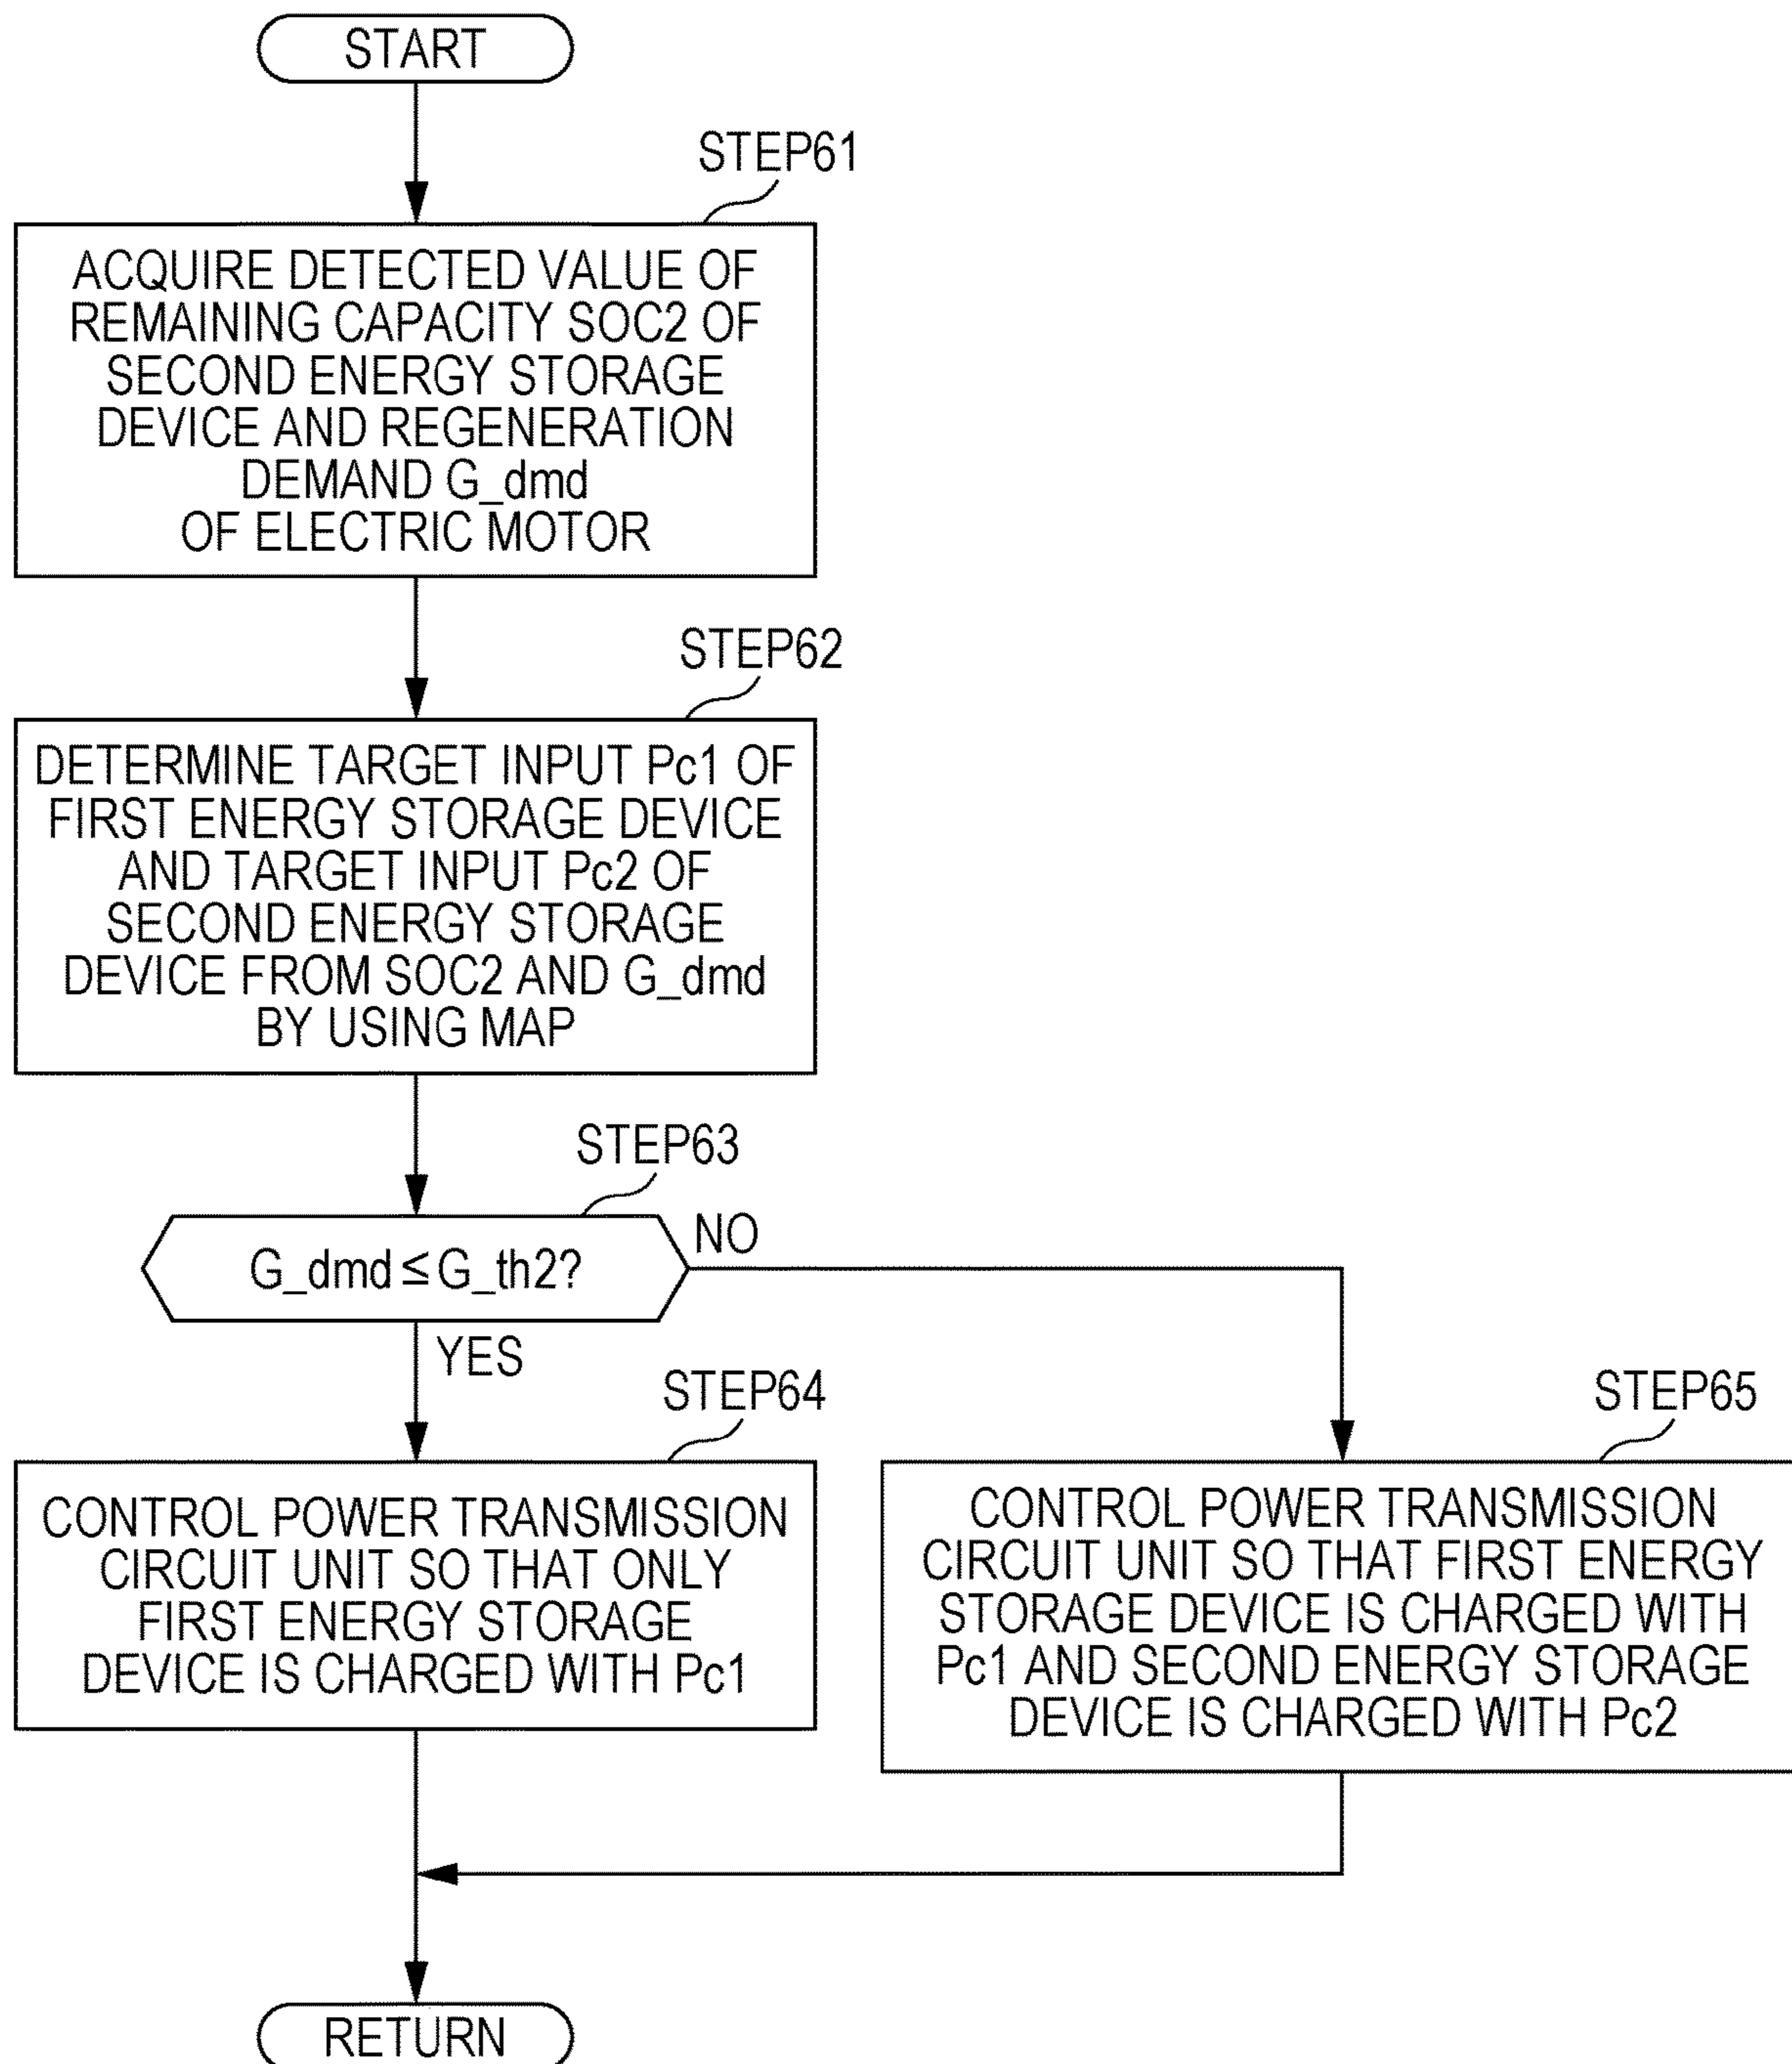 START
STEP61
ACQUIRE DETECTED VALUE OF
REMAINING CAPACITY SOC2 OF
SECOND ENERGY STORAGE
DEVICE AND REGENERATION
DEMAND G_dmd
OF ELECTRIC MOTOR
STEP62
DETERMINE TARGET INPUT Pc1 OF
FIRST ENERGY STORAGE DEVICE
AND TARGET INPUT Pc2 OF
SECOND ENERGY STORAGE
DEVICE FROM SOC2 AND G_dmd
BY USING MAP
STEP63
G_dmd ≦ G_th2?
NO
YES
STEP64
CONTROL POWER TRANSMISSION
CIRCUIT UNIT SO THAT ONLY
FIRST ENERGY STORAGE
DEVICE IS CHARGED WITH Pc1
STEP65
CONTROL POWER TRANSMISSION
CIRCUIT UNIT SO THAT FIRST ENERGY
STORAGE DEVICE IS CHARGED WITH
Pc1 AND SECOND ENERGY STORAGE
DEVICE IS CHARGED WITH Pc2
RETURN